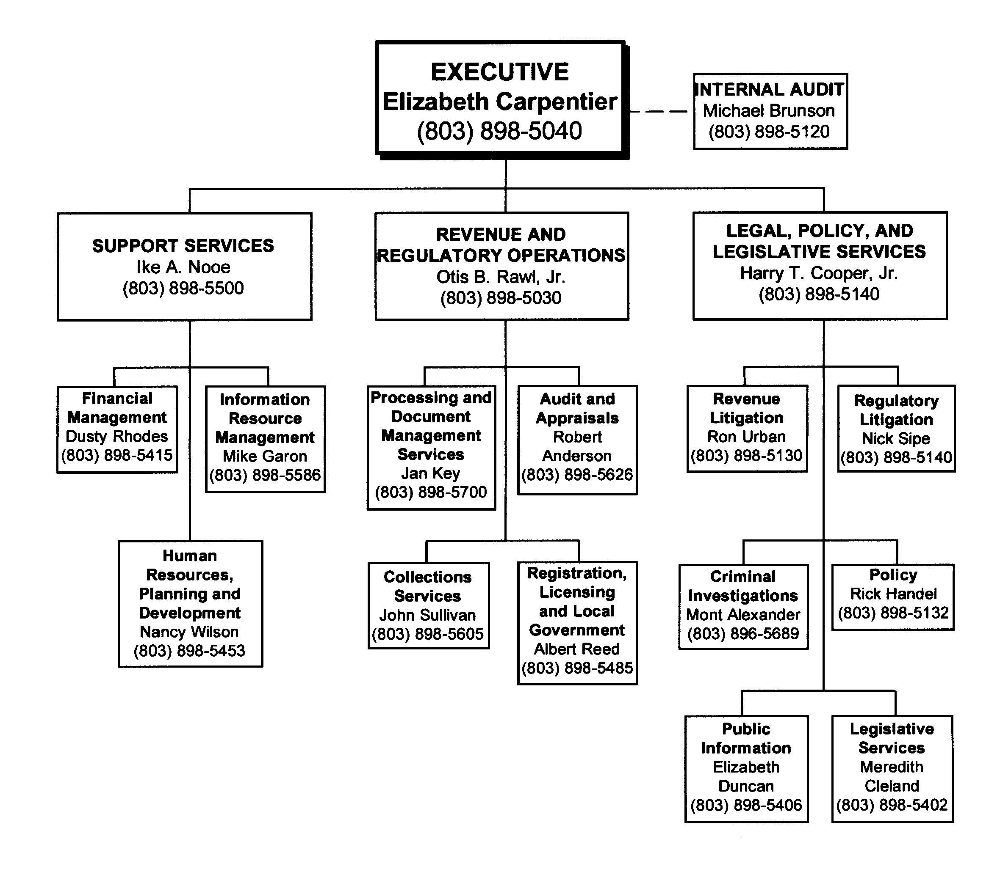 EXECUTIVE
Elizabeth Carpentier
(803) 898-5040
INTERNAL AUDIT
Michael Brunson
(803) 898-5120
SUPPORT SERVICES
Ike A. Nooe
(803) 898-5500
REVENUE AND
REGULATORY OPERATIONS
Otis B. Rawl, Jr.
(803) 898-5030
LEGAL, POLICY, AND
LEGISLATIVE SERVICES
Harry T. Cooper, Jr.
(803) 898-5140
Financial
Management
Dusty Rhodes
(803) 898-5415
Information
Resource
Management
Mike Garon
(803) 898-5586
Processing and
Document
Management
Services
Jan Key
(803) 898-5700
Audit and
Appraisals
Robert
Anderson
(803) 898-5626
Revenue
Litigation
Ron Urban
(803) 898-5130
Regulatory
Litigation
Nick Sipe
(803) 898-5140
Human
Resources,
Planning and
Development
Nancy Wilson
(803) 898-5453
Collections
Services
John Sullivan
(803) 898-5605
Registration,
Licensing
and Local
Government
Albert Reed
(803) 898-5485
Criminal
Investigations
Mont Alexander
(803) 896-5689
Policy
Rick Handel
(803) 898-5132
Public
Information
Elizabeth
Duncan
(803) 898-5406
Legislative
Services
Meredith
Cleland
(803) 898-5402